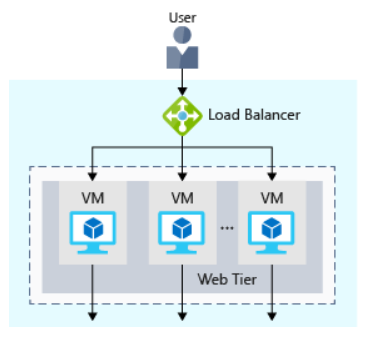 User
Load Balancer
VM
VM
VM
...
Web Tier